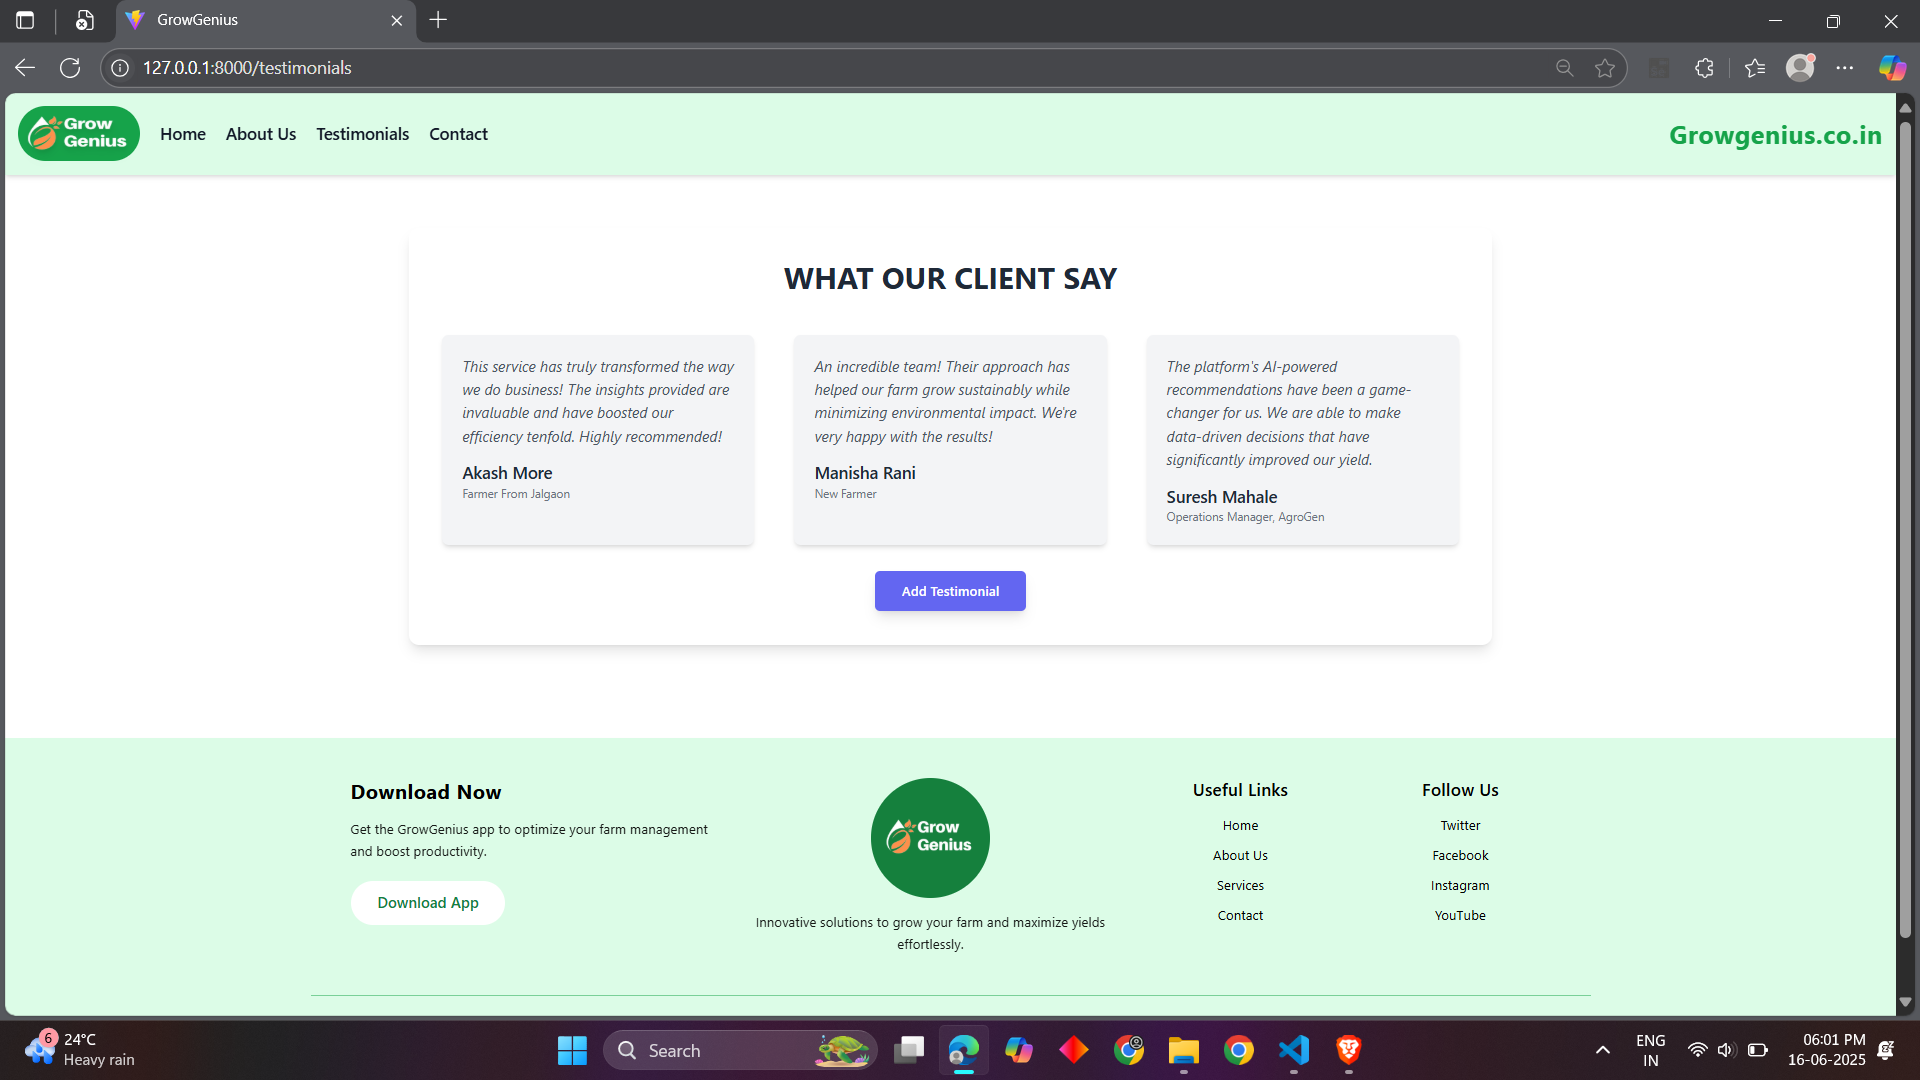 GrowGenius
127.0.0.1:8000/testimonials
Grow
Genius
Home
About Us
Testimonials
Contact
Growgenius.co.in
WHAT OUR CLIENT SAY
This service has truly transformed the way
we do business! The insights provided are
invaluable and have boosted our
efficiency tenfold. Highly recommended!
Akash More
Farmer From Jalgaon
An incredible team! Their approach has
helped our farm grow sustainably while
minimizing environmental impact. We're
very happy with the results!
Manisha Rani
New Farmer
The platform's AI-powered
recommendations have been a game-
changer for us. We are able to make
data-driven decisions that have
significantly improved our yield.
Suresh Mahale
Operations Manager, AgroGen
Add Testimonial
Download Now
Get the GrowGenius app to optimize your farm management
and boost productivity.
Download App
Grow
Genius
Innovative solutions to grow your farm and maximize yields
effortlessly.
Useful Links
Home
About Us
Services
Contact
Follow Us
Twitter
Facebook
Instagram
YouTube
6
24°C
Heavy rain
Search
ENG
IN
06:01 PM
16-06-2025